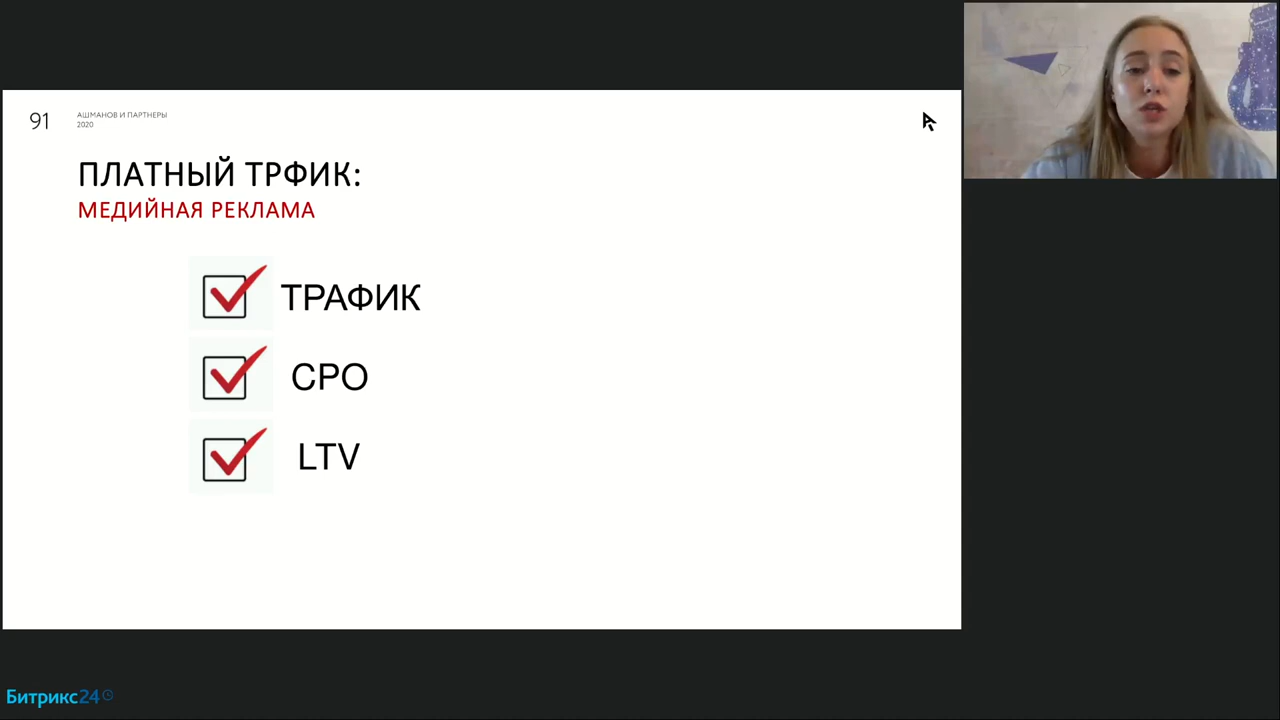 91
АШМАНОВ И ПАРТНЕРЫ
2020
ПЛАТНЫЙ ТРФИК:
МЕДИЙНАЯ РЕКЛАМА
ТРАФИК
CPO
LTV
Битрикс24